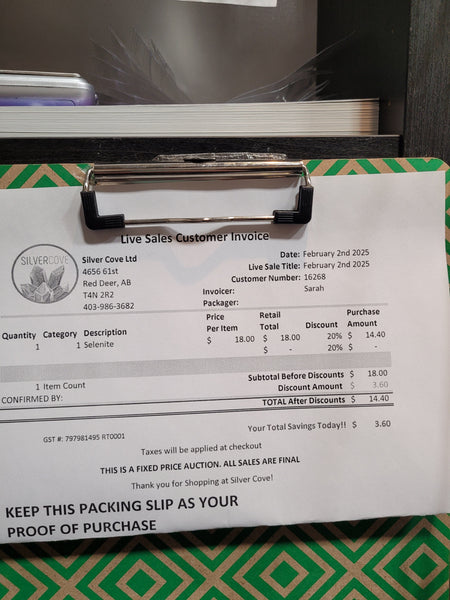 Live Sales Customer Invoice
SILVERCOVE
Silver Cove Ltd
4656 61st
Red Deer, AB
T4N 2R2
403-986-3682
Date: February 2nd 2025
Live Sale Title: February 2nd 2025
Customer Number: 16268
Invoicer: Sarah
Packager:
Quantity Category Description Price Per Item Retail Total Discount Purchase Amount
1 1 Selenite $ 18.00 $ 18.00 20% $ 14.40
$ - 20% $ -
1 Item Count
Subtotal Before Discounts $ 18.00
Discount Amount $ 3.60
CONFIRMED BY:
TOTAL After Discounts $ 14.40
Your Total Savings Today!! $ 3.60
GST #: 797981495 RT0001
Taxes will be applied at checkout
THIS IS A FIXED PRICE AUCTION. ALL SALES ARE FINAL
Thank you for Shopping at Silver Cove!
KEEP THIS PACKING SLIP AS YOUR
PROOF OF PURCHASE